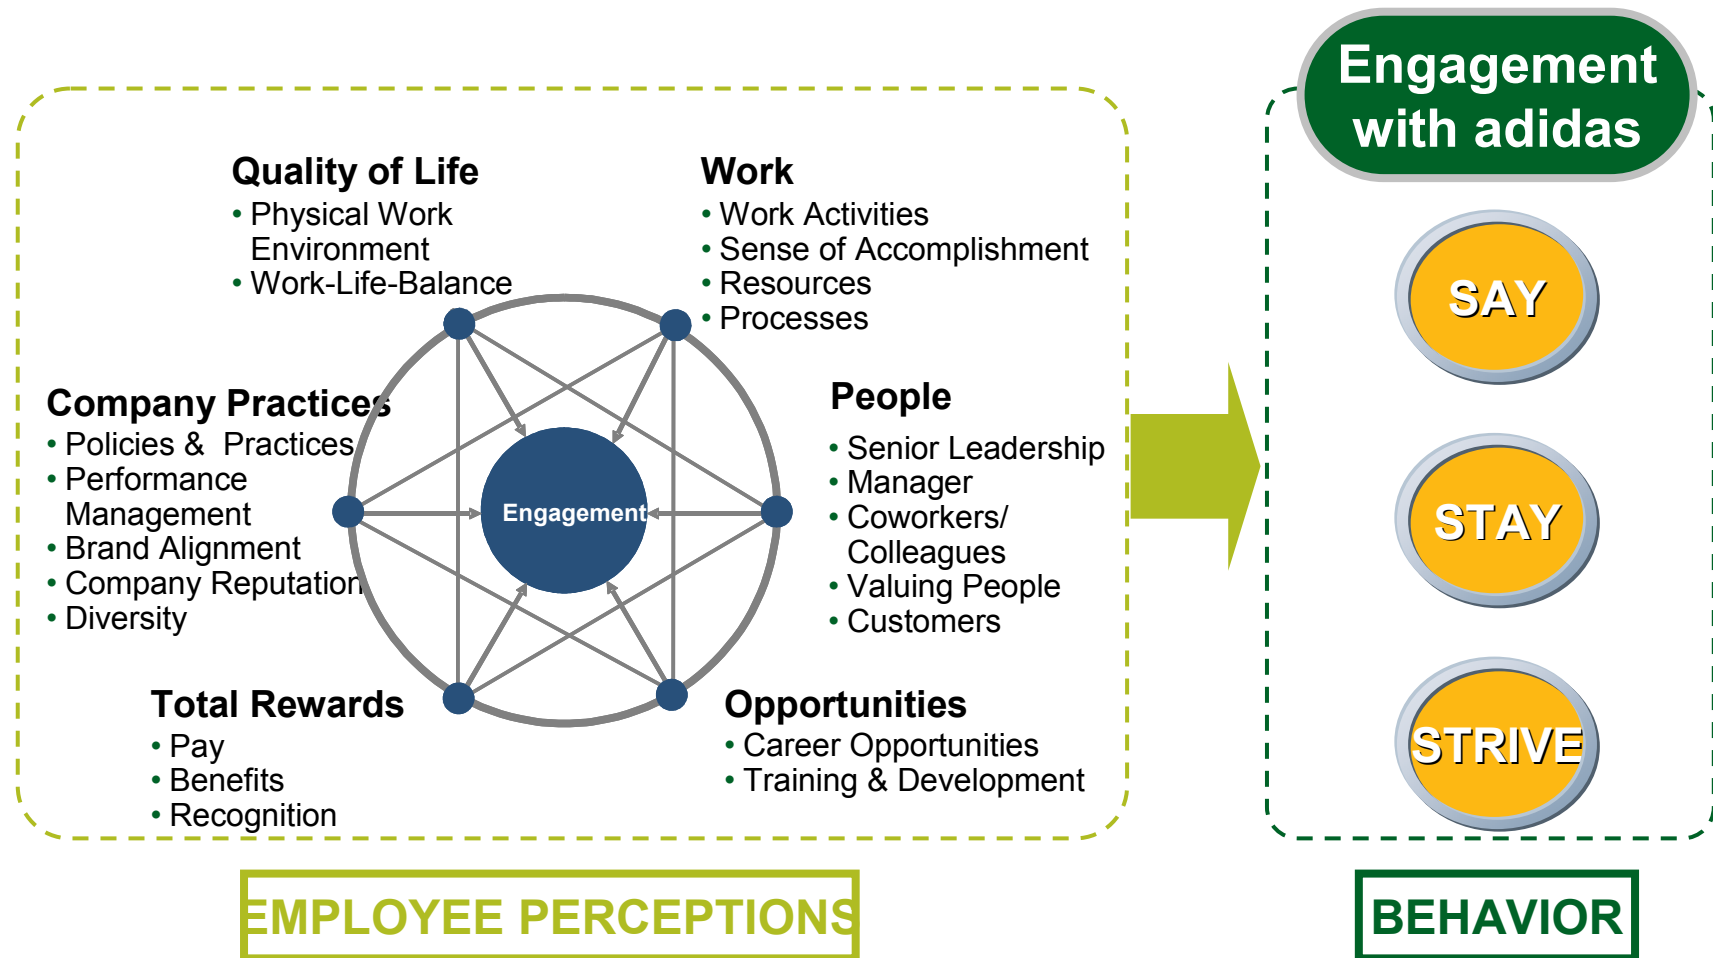 Engagement
with adidas
Quality of Life
• Physical Work
Environment
• Work-Life-Balance
Work
• Work Activities
• Sense of Accomplishment
• Resources
• Processes
Company Practices
• Policies & Practices
• Performance
Management
• Brand Alignment
• Company Reputation
• Diversity
Engagement
People
• Senior Leadership
• Manager
• Coworkers/
Colleagues
• Valuing People
• Customers
Total Rewards
• Pay
• Benefits
• Recognition
Opportunities
• Career Opportunities
• Training & Development
SAY
STAY
STRIVE
EMPLOYEE PERCEPTIONS
BEHAVIOR